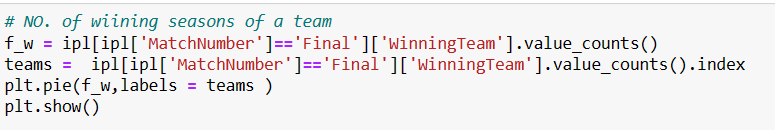 # NO. of wiining seasons of a team
f_w = ipl[ipl['MatchNumber']=='Final']['WinningTeam'].value_counts()
teams =  ipl[ipl['MatchNumber']=='Final']['WinningTeam'].value_counts().index
plt.pie(f_w,labels = teams )
plt.show()